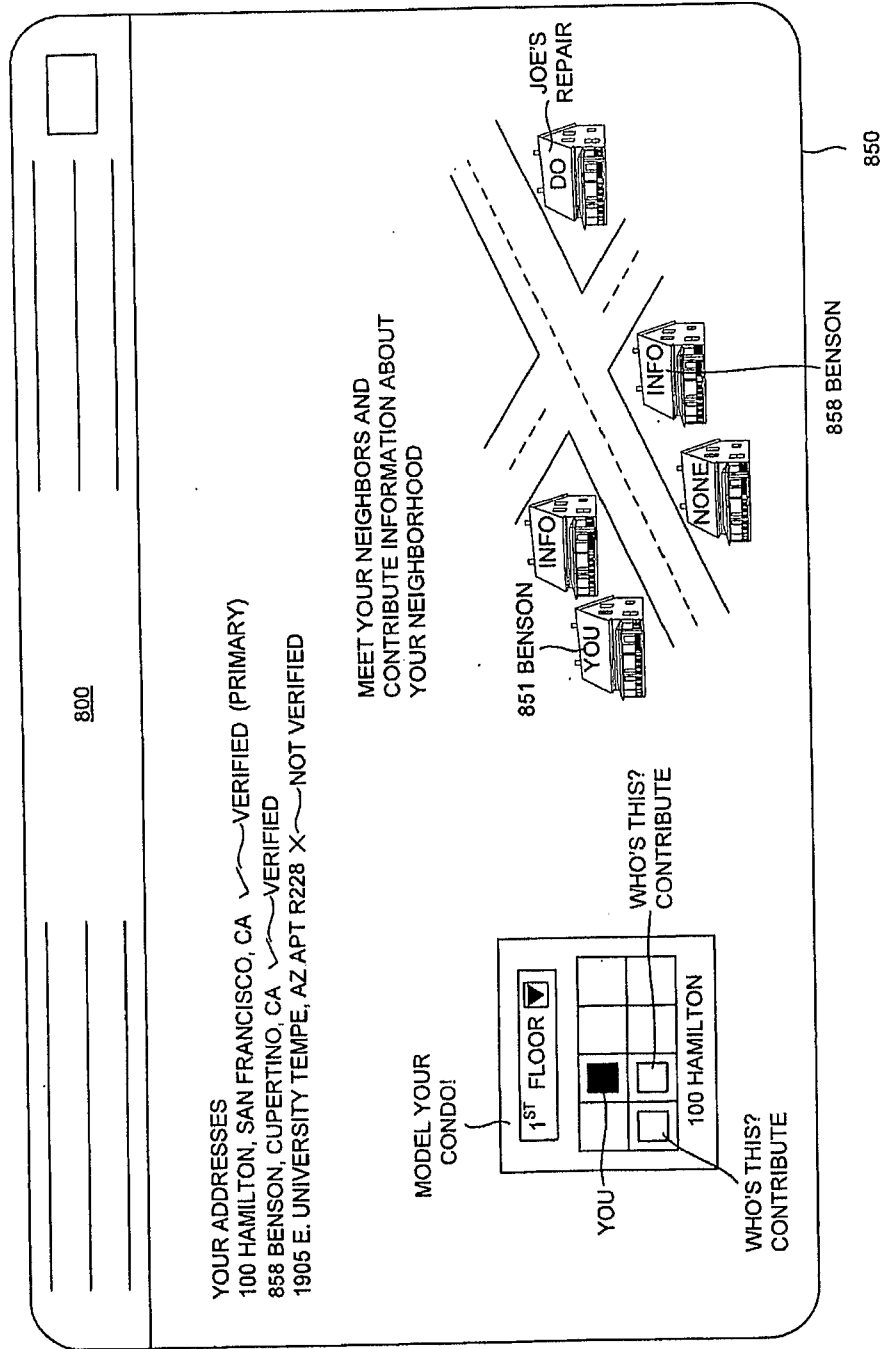 800
YOUR ADDRESSES
100 HAMILTON, SAN FRANCISCO, CA VERIFIED (PRIMARY)
858 BENSON, CUPERTINO, CA VERIFIED
1905 E. UNIVERSITY TEMPE, AZ APT R228 X NOT VERIFIED
MODEL YOUR
CONDO!
1ST FLOOR
YOU
100 HAMILTON
WHO'S THIS?
CONTRIBUTE
WHO'S THIS?
CONTRIBUTE
MEET YOUR NEIGHBORS AND
CONTRIBUTE INFORMATION ABOUT
YOUR NEIGHBORHOOD
851 BENSON
YOU
INFO
NONE
INFO
858 BENSON
DO
JOE'S
REPAIR
850